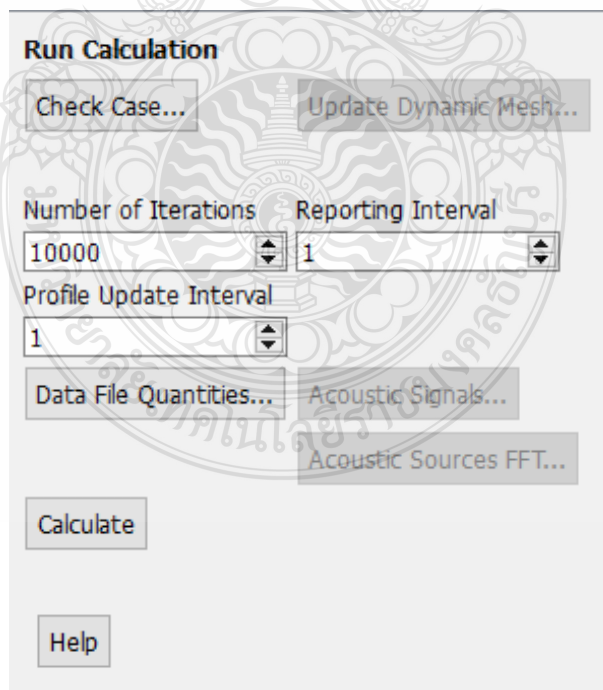 Run Calculation
Check Case... Update Dynamic Mesh...
Number of Iterations Reporting Interval
10000 1
Profile Update Interval
1
Data File Quantities... Acoustic Signals...
Acoustic Sources FFT...
Calculate
Help